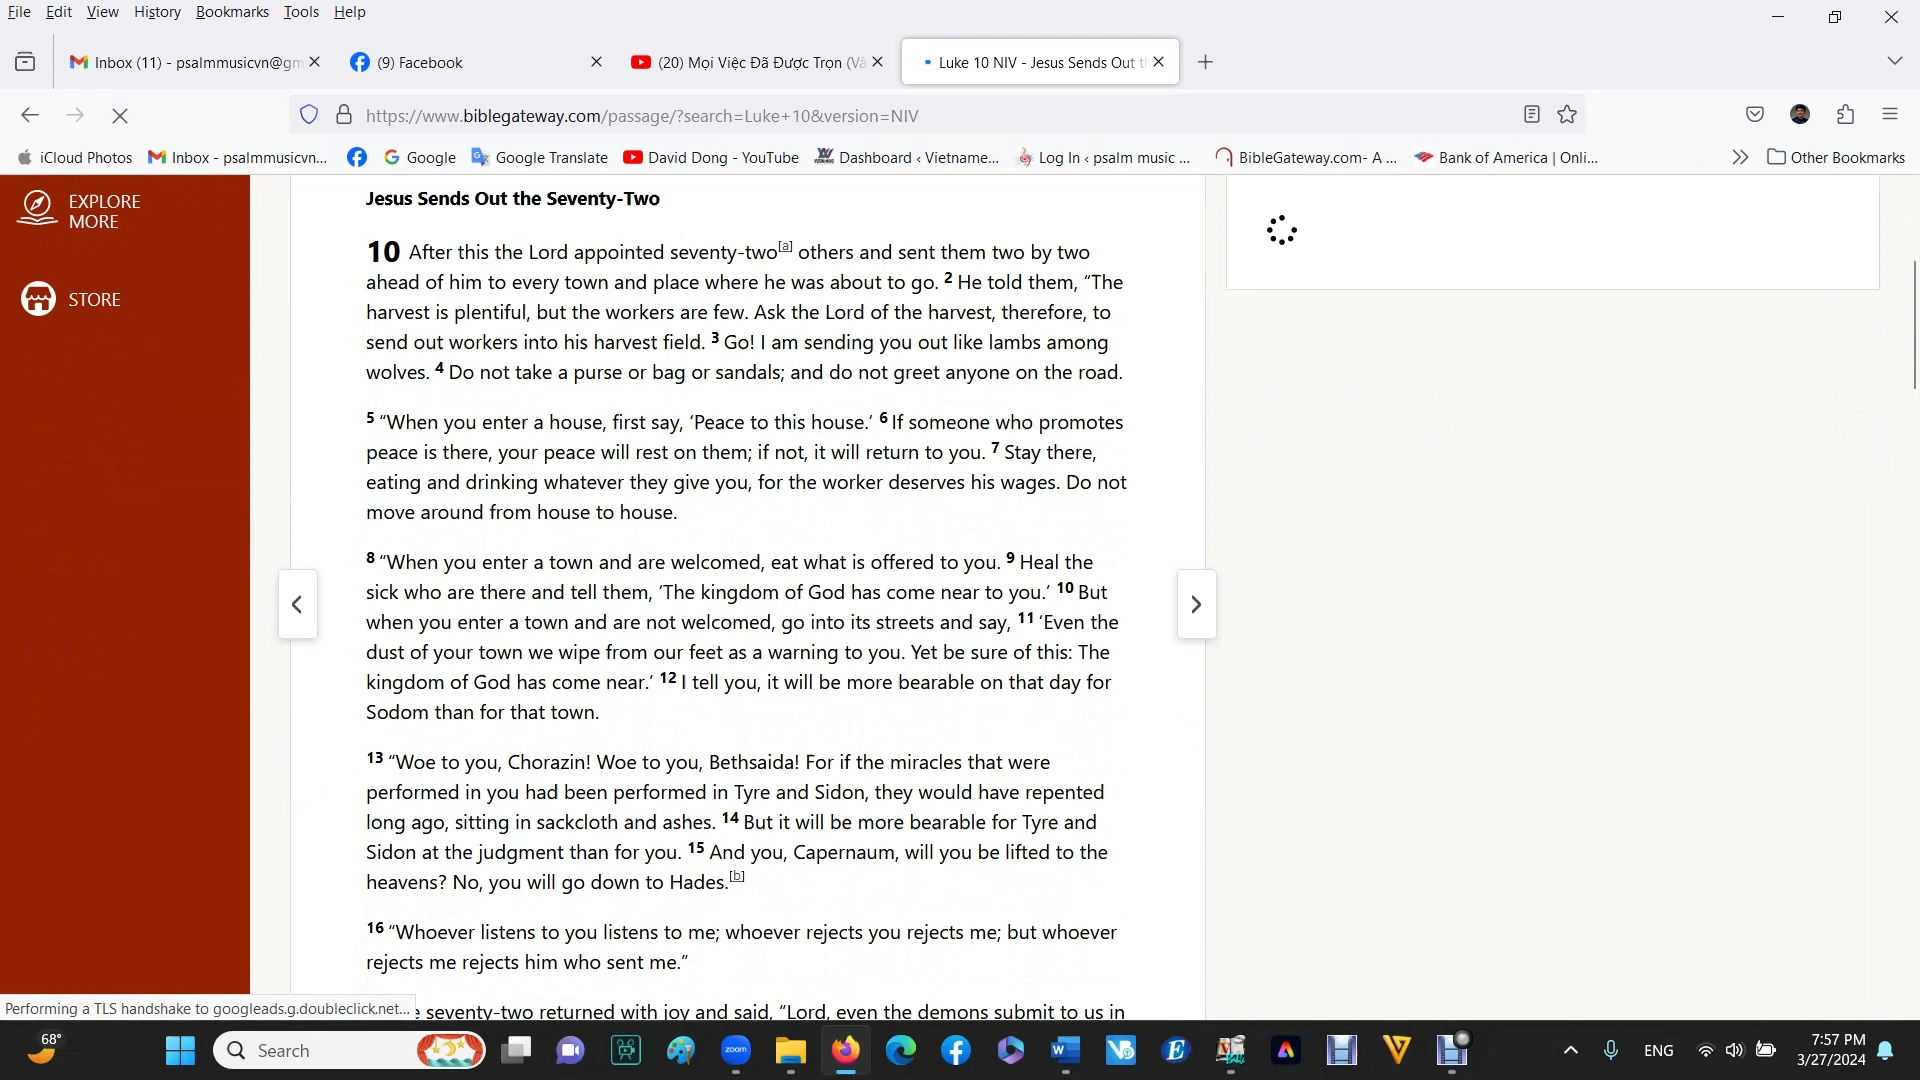 File Edit View History Bookmarks Tools Help
Inbox (11) - psalmmusicvn@gm
(9) Facebook
(20) Mọi Việc Đã Được Trọn (Vă
Luke 10 NIV - Jesus Sends Out t
https://www.biblegateway.com/passage/?search=Luke+10&version=NIV
iCloud Photos
Inbox - psalmmusicvn...
Google
Google Translate
David Dong - YouTube
Dashboard ‹ Vietname...
Log In ‹ psalm music ...
BibleGateway.com- A ...
Bank of America | Onli...
Other Bookmarks
EXPLORE
MORE
STORE
Jesus Sends Out the Seventy-Two
10 After this the Lord appointed seventy-two[a] others and sent them two by two
ahead of him to every town and place where he was about to go. 2 He told them, “The
harvest is plentiful, but the workers are few. Ask the Lord of the harvest, therefore, to
send out workers into his harvest field. 3 Go! I am sending you out like lambs among
wolves. 4 Do not take a purse or bag or sandals; and do not greet anyone on the road.
5 “When you enter a house, first say, ‘Peace to this house.’ 6 If someone who promotes
peace is there, your peace will rest on them; if not, it will return to you. 7 Stay there,
eating and drinking whatever they give you, for the worker deserves his wages. Do not
move around from house to house.
8 “When you enter a town and are welcomed, eat what is offered to you. 9 Heal the
sick who are there and tell them, ‘The kingdom of God has come near to you.’ 10 But
when you enter a town and are not welcomed, go into its streets and say, 11 ‘Even the
dust of your town we wipe from our feet as a warning to you. Yet be sure of this: The
kingdom of God has come near.’ 12 I tell you, it will be more bearable on that day for
Sodom than for that town.
13 “Woe to you, Chorazin! Woe to you, Bethsaida! For if the miracles that were
performed in you had been performed in Tyre and Sidon, they would have repented
long ago, sitting in sackcloth and ashes. 14 But it will be more bearable for Tyre and
Sidon at the judgment than for you. 15 And you, Capernaum, will you be lifted to the
heavens? No, you will go down to Hades.[b]
16 “Whoever listens to you listens to me; whoever rejects you rejects me; but whoever
rejects me rejects him who sent me.”
seventy-two returned with joy and said, “Lord, even the demons submit to us in
Performing a TLS handshake to googleads.g.doubleclick.net...
68°
Search
zoom
ENG
7:57 PM
3/27/2024